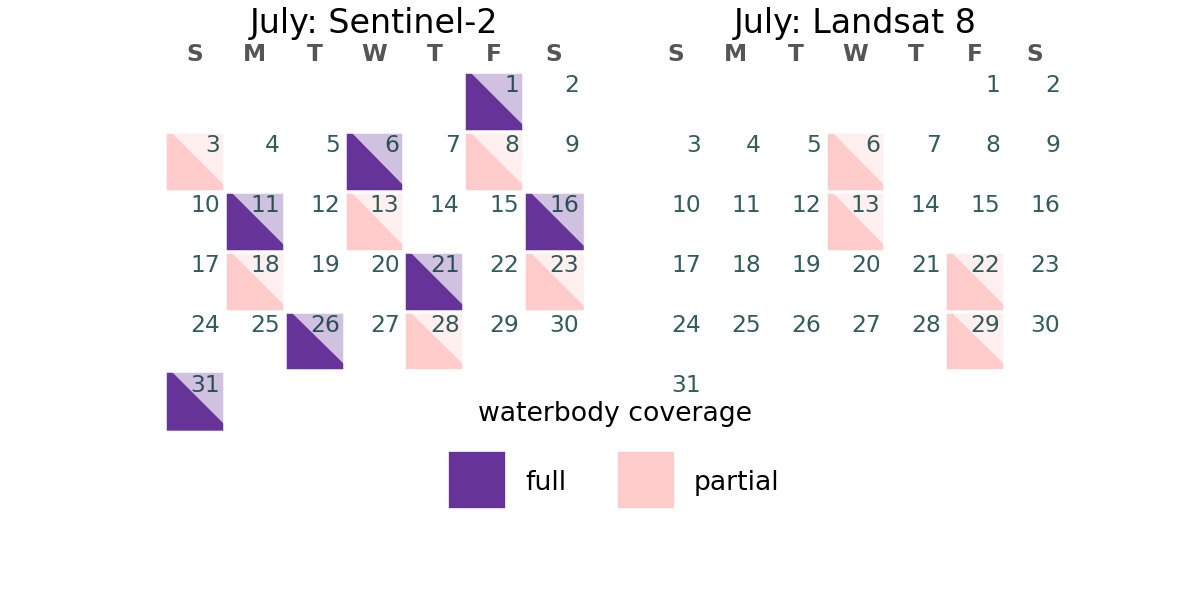 July: Sentinel-2
S M T W T F S
1 2
3 4 5 6 7 8 9
10 11 12 13 14 15 16
17 18 19 20 21 22 23
24 25 26 27 28 29 30
31
July: Landsat 8
S M T W T F S
1 2
3 4 5 6 7 8 9
10 11 12 13 14 15 16
17 18 19 20 21 22 23
24 25 26 27 28 29 30
31
waterbody coverage
full
partial